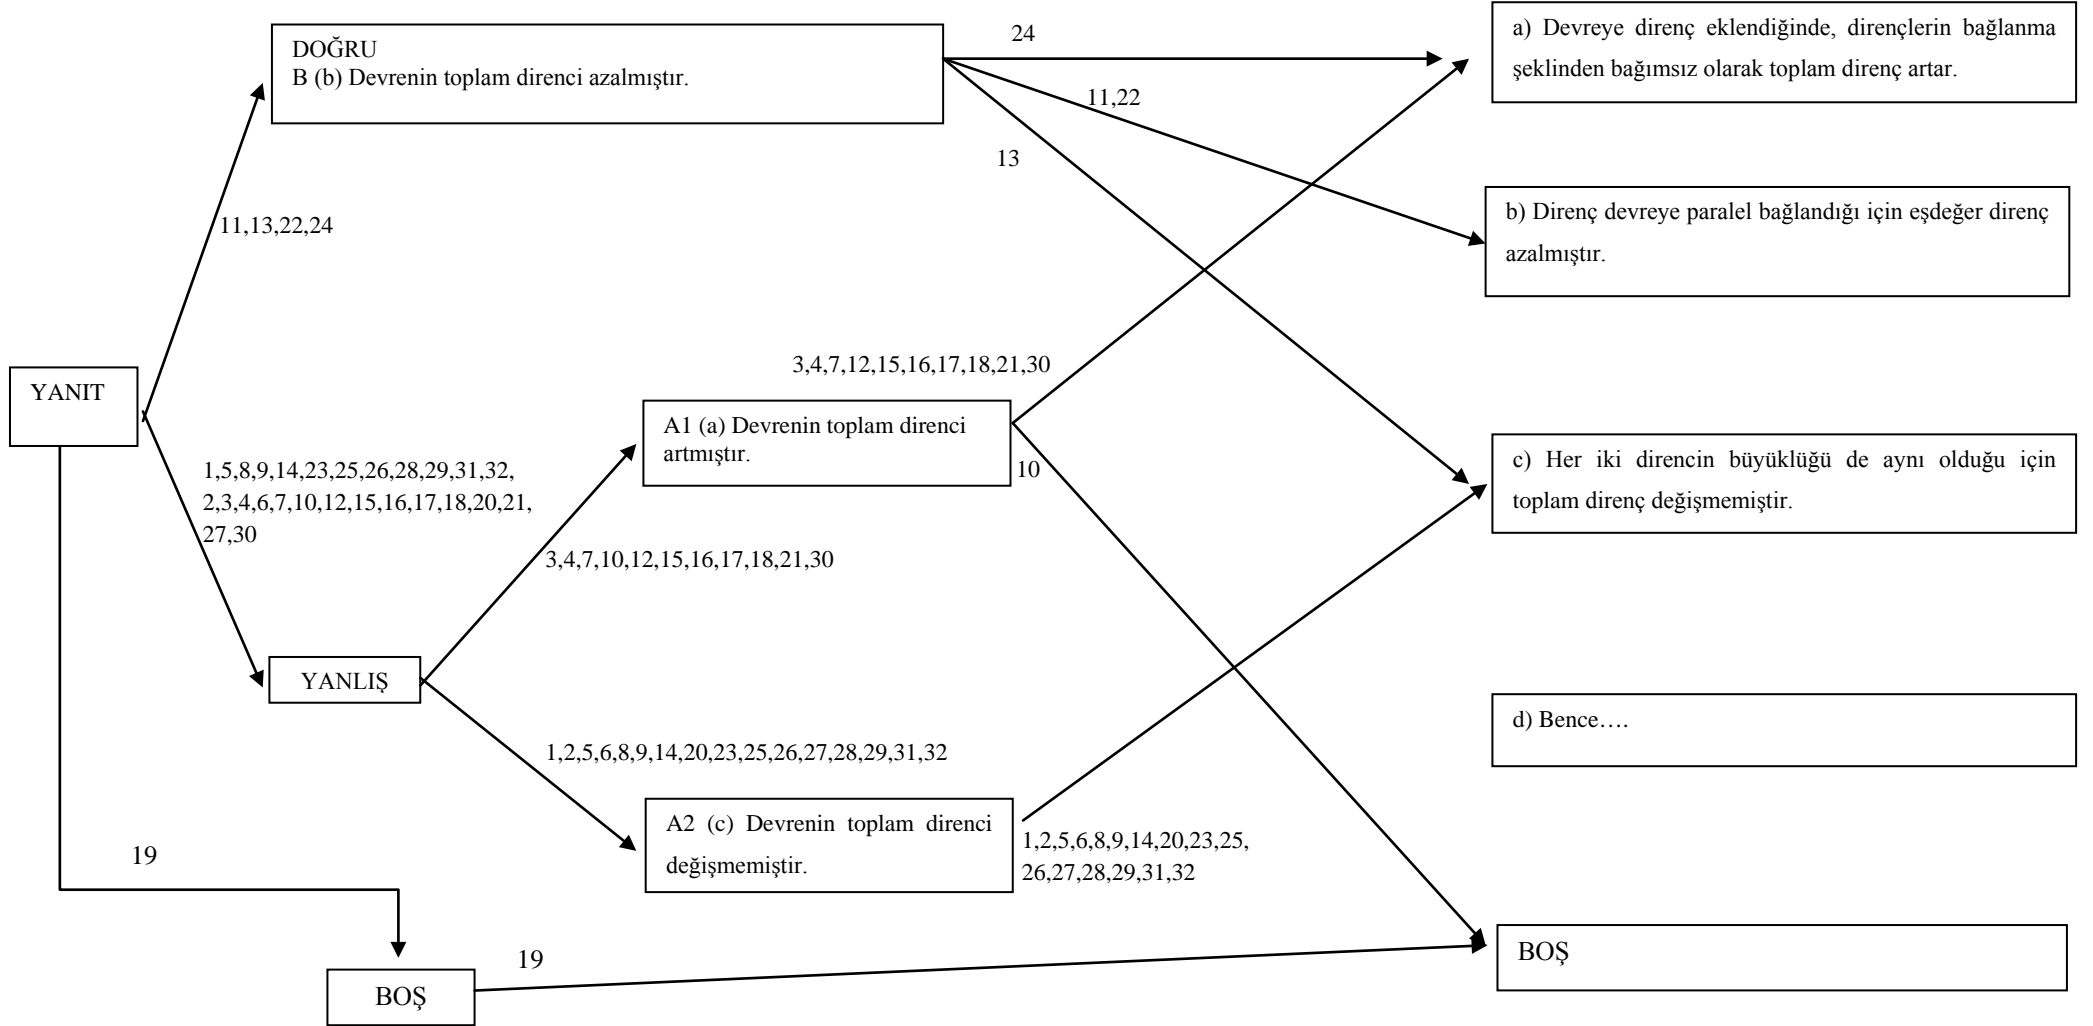 DOĞRU
B (b) Devrenin toplam direnci azalmıştır.
24
a) Devreye direnç eklendiğinde, dirençlerin bağlanma
şeklinden bağımsız olarak toplam direnç artar.
11,22
13
b) Direnç devreye paralel bağlandığı için eşdeğer direnç
azalmıştır.
11,13,22,24
YANIT
3,4,7,12,15,16,17,18,21,30
A1 (a) Devrenin toplam direnci
artmıştır.
10
c) Her iki direncin büyüklüğü de aynı olduğu için
toplam direnç değişmemiştir.
1,5,8,9,14,23,25,26,28,29,31,32,
2,3,4,6,7,10,12,15,16,17,18,20,21,
27,30
3,4,7,10,12,15,16,17,18,21,30
YANLIŞ
d) Bence….
1,2,5,6,8,9,14,20,23,25,26,27,28,29,31,32
A2 (c) Devrenin toplam direnci
değişmemiştir.
1,2,5,6,8,9,14,20,23,25,
26,27,28,29,31,32
19
19
BOŞ
BOŞ